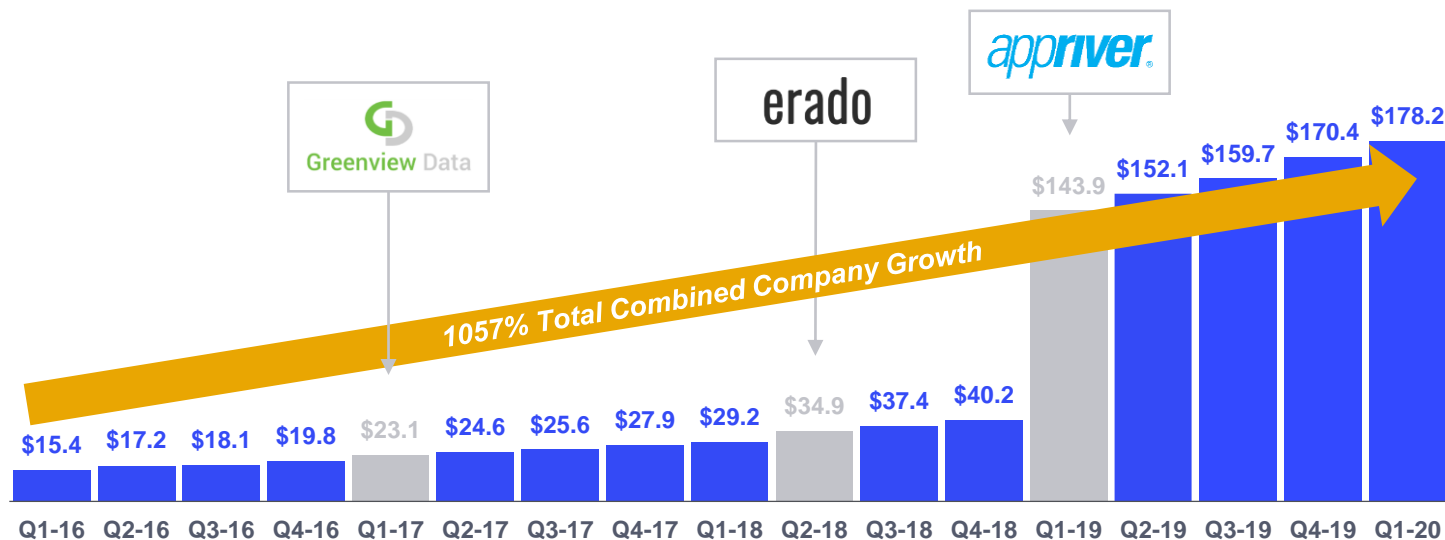 appriver®
erado
Greenview Data
1057% Total Combined Company Growth
$15.4 $17.2 $18.1 $19.8 $23.1 $24.6 $25.6 $27.9 $29.2 $34.9 $37.4 $40.2 $143.9 $152.1 $159.7 $170.4 $178.2
Q1-16 Q2-16 Q3-16 Q4-16 Q1-17 Q2-17 Q3-17 Q4-17 Q1-18 Q2-18 Q3-18 Q4-18 Q1-19 Q2-19 Q3-19 Q4-19 Q1-20